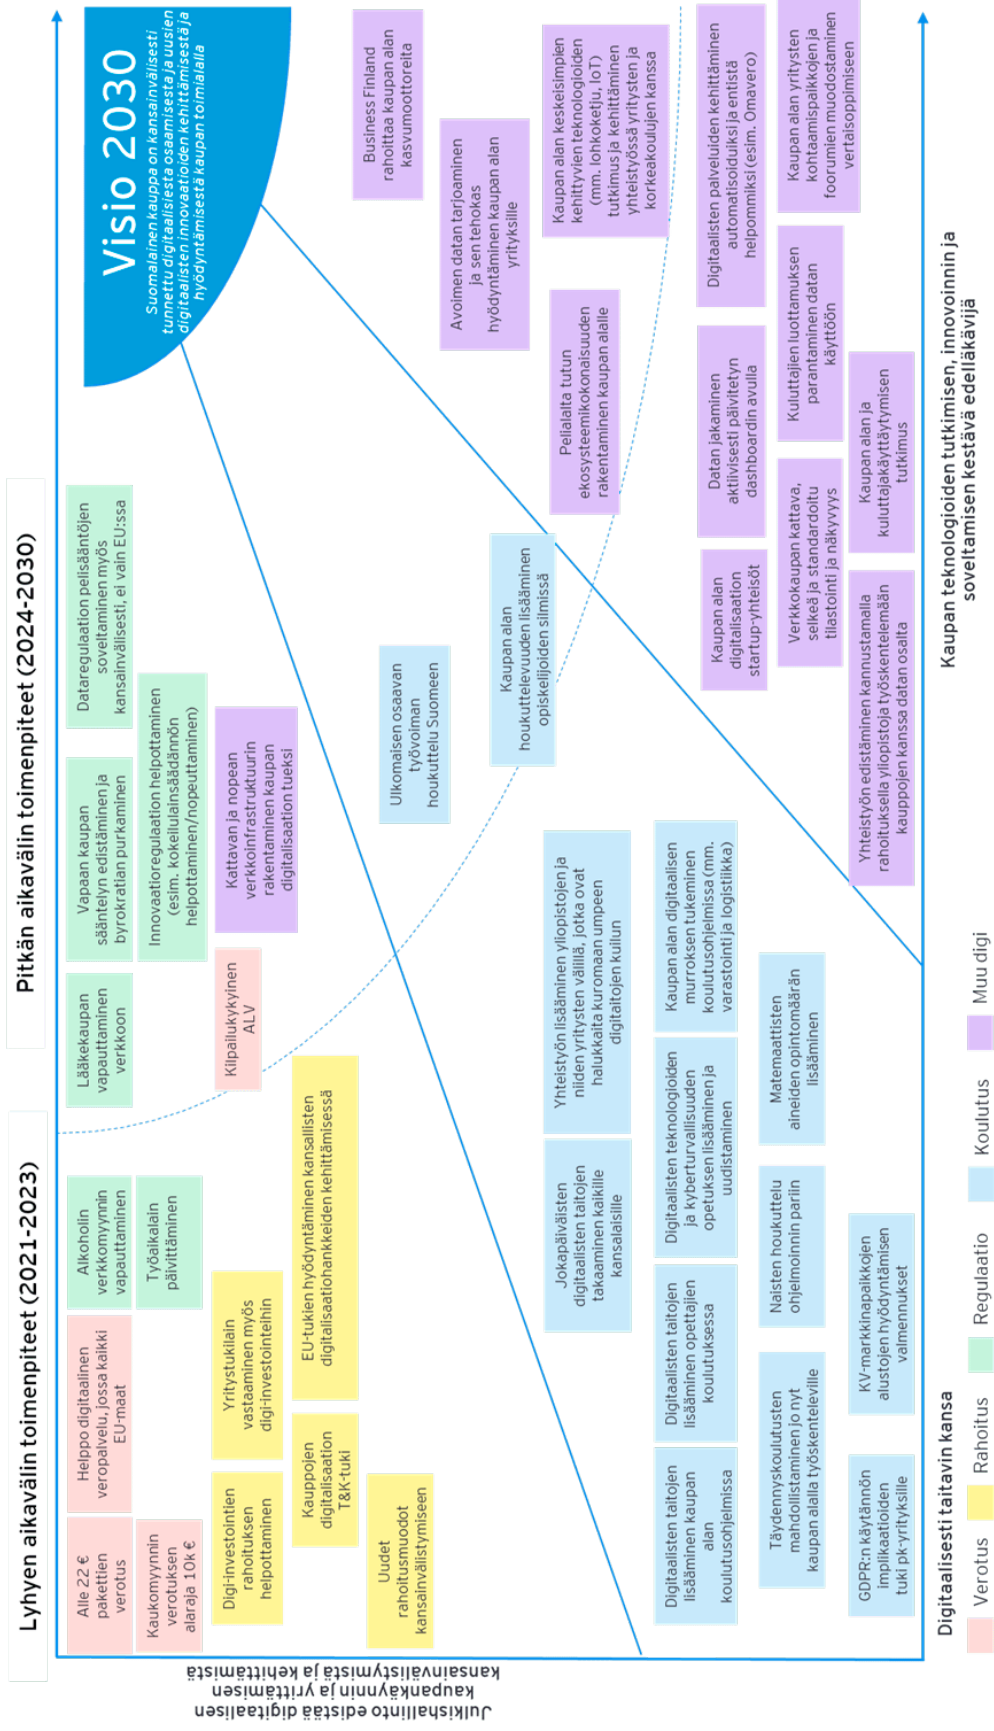 Lyhyen aikavälin toimenpiteet (2021-2023)
Pitkän aikavälin toimenpiteet (2024-2030)
Visio 2030
Suomalainen kauppa on kansainvälisesti
tunnettu digitaalisesta osaamisesta ja uusien
digitaalisten innovaatioiden kehittämisestä ja
hyödyntämisestä kaupan toimialalla
Julkishallinto edistää digitaalisen
kaupankäynnin ja yrittämisen
kansainvälistymistä ja kehittämistä
Alle 22 €
pakettien
verotus
Helppo digitaalinen
veropalvelu, jossa kaikki
EU-maat
Alkoholin
verkkomyynnin
vapauttaminen
Lääkekaupan
vapauttaminen
verkkoon
Vapaan kaupan
sääntelyn edistäminen ja
byrokratian purkaminen
Dataregulaation pelisääntöjen
soveltaminen myös
kansainvälisesti, ei vain EU:ssa
Kaukomyynnin
verotuksen
alaraja 10k €
Työaikalain
päivittäminen
Innovaatioregulaation helpottaminen
(esim. kokeilulainsäädännön
helpottaminen/nopeuttaminen)
Digi-investointien
rahoituksen
helpottaminen
Yritystukilain
vastaaminen myös
digi-investointeihin
Kilpailukykyinen
ALV
Kattavan ja nopean
verkkoinfrastruktuurin
rakentaminen kaupan
digitalisaation tueksi
Kauppojen
digitalisaation
T&K-tuki
EU-tukien hyödyntäminen kansallisten
digitalisaatiohankkeiden kehittämisessä
Uudet
rahoitusmuodot
kansainvälistymiseen
Ulkomaisen osaavan
työvoiman
houkuttelu Suomeen
Business Finland
rahoittaa kaupan alan
kasvumoottoreita
Kaupan alan
houkuttelevuuden lisääminen
opiskelijoiden silmissä
Avoimen datan tarjoaminen
ja sen tehokas
hyödyntäminen kaupan alan
yrityksille
Jokapäiväisten
digitaalisten taitojen
takaaminen kaikille
kansalaisille
Yhteistyön lisääminen yliopistojen ja
niiden yritysten välillä, jotka ovat
halukkaita kuromaan umpeen
digitaitojen kuilun
Pelialalta tutun
ekosysteemikokonaisuuden
rakentaminen kaupan alalle
Kaupan alan keskeisimpien
kehittyvien teknologioiden
(mm. lohkoketju, IoT)
tutkimus ja kehittäminen
yhteistyössä yritysten ja
korkeakoulujen kanssa
Digitaalisten taitojen
lisääminen kaupan
alan
koulutusohjelmissa
Digitaalisten taitojen
lisääminen opettajien
koulutuksessa
Digitaalisten teknologioiden
ja kyberturvallisuuden
opetuksen lisääminen ja
uudistaminen
Kaupan alan digitaalisen
murroksen tukeminen
koulutusohjelmissa (mm.
varastointi ja logistiikka)
Kaupan alan
digitalisaation
startup-yhteisöt
Datan jakaminen
aktiivisesti päivitetyn
dashboardin avulla
Digitaalisten palveluiden kehittäminen
automatisoiduiksi ja entistä
helpommiksi (esim. Omavero)
Täydennyskoulutusten
mahdollistaminen jo nyt
kaupan alalla työskenteleville
Naisten houkuttelu
ohjelmoinnin pariin
Matemaattisten
aineiden opintomäärän
lisääminen
Verkkokaupan kattava,
selkeä ja standardoitu
tilastointi ja näkyvyys
Kuluttajien luottamuksen
parantaminen datan
käyttöön
Kaupan alan yritysten
kohtaamispaikkojen ja
foorumien muodostaminen
vertaisoppimiseen
GDPR:n käytännön
implikaatioiden
tuki pk-yrityksille
KV-markkinapaikkojen
alustojen hyödyntämisen
valmennukset
Yhteistyön edistäminen kannustamalla
rahoituksella yliopistoja työskentelemään
kauppojen kanssa datan osalta
Kaupan alan ja
kuluttajakäyttäytymisen
tutkimus
Digitaalisesti taitavin kansa
Kaupan teknologioiden tutkimisen, innovoinnin ja
soveltamisen kestävä edelläkävijä
Verotus
Rahoitus
Regulaatio
Koulutus
Muu digi